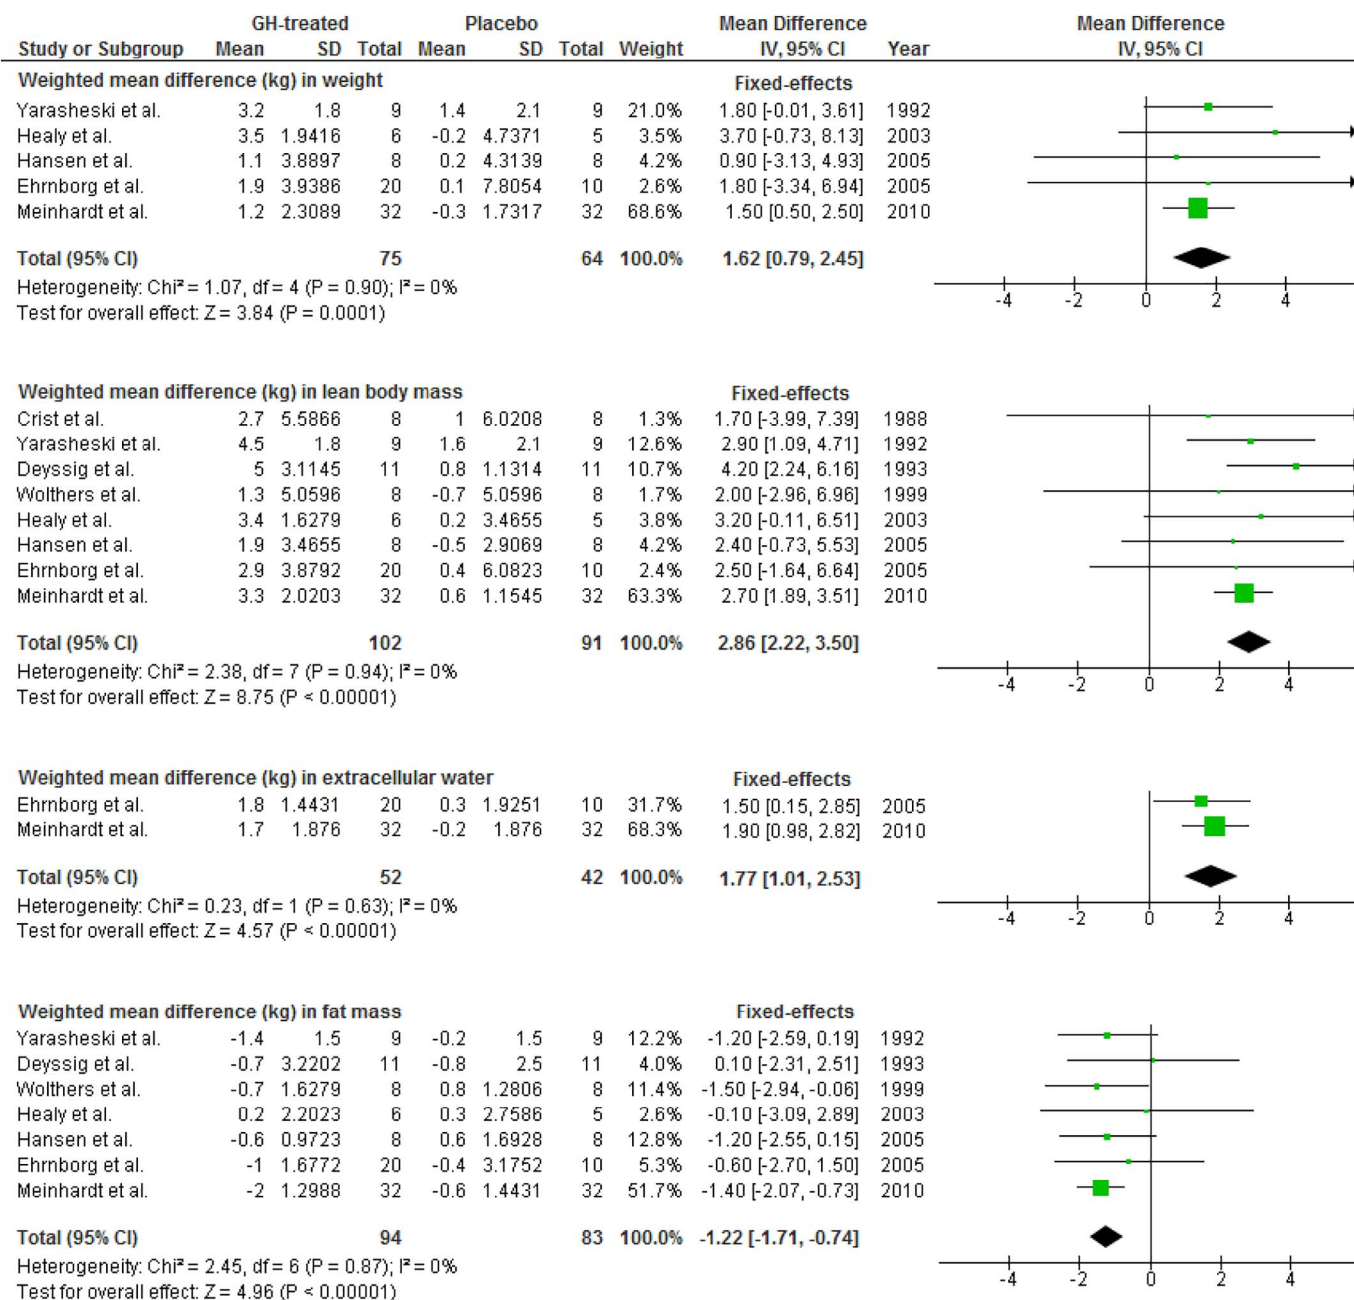 GH-treated Placebo Mean Difference Mean Difference
Study or Subgroup Mean SD Total Mean SD Total Weight IV, 95% CI Year IV, 95% CI
Weighted mean difference (kg) in weight Fixed-effects
Yarasheski et al. 3.2 1.8 9 1.4 2.1 9 21.0% 1.80 [-0.01, 3.61] 1992
Healy et al. 3.5 1.9416 6 -0.2 4.7371 5 3.5% 3.70 [-0.73, 8.13] 2003
Hansen et al. 1.1 3.8897 8 0.2 4.3139 8 4.2% 0.90 [-3.13, 4.93] 2005
Ehrnborg et al. 1.9 3.9386 20 0.1 7.8054 10 2.6% 1.80 [-3.34, 6.94] 2005
Meinhardt et al. 1.2 2.3089 32 -0.3 1.7317 32 68.6% 1.50 [0.50, 2.50] 2010
Total (95% CI) 75 64 100.0% 1.62 [0.79, 2.45]
Heterogeneity: Chi² = 1.07, df = 4 (P = 0.90); I² = 0%
-4 -2 0 2 4
Test for overall effect: Z = 3.84 (P = 0.0001)
Weighted mean difference (kg) in lean body mass Fixed-effects
Crist et al. 2.7 5.5866 8 1 6.0208 8 1.3% 1.70 [-3.99, 7.39] 1988
Yarasheski et al. 4.5 1.8 9 1.6 2.1 9 12.6% 2.90 [1.09, 4.71] 1992
Deyssig et al. 5 3.1145 11 0.8 1.1314 11 10.7% 4.20 [2.24, 6.16] 1993
Wolthers et al. 1.3 5.0596 8 -0.7 5.0596 8 1.7% 2.00 [-2.96, 6.96] 1999
Healy et al. 3.4 1.6279 6 0.2 3.4655 5 3.8% 3.20 [-0.11, 6.51] 2003
Hansen et al. 1.9 3.4655 8 -0.5 2.9069 8 4.2% 2.40 [-0.73, 5.53] 2005
Ehrnborg et al. 2.9 3.8792 20 0.4 6.0823 10 2.4% 2.50 [-1.64, 6.64] 2005
Meinhardt et al. 3.3 2.0203 32 0.6 1.1545 32 63.3% 2.70 [1.89, 3.51] 2010
Total (95% CI) 102 91 100.0% 2.86 [2.22, 3.50]
Heterogeneity: Chi² = 2.38, df = 7 (P = 0.94); I² = 0%
-4 -2 0 2 4
Test for overall effect: Z = 8.75 (P < 0.00001)
Weighted mean difference (kg) in extracellular water Fixed-effects
Ehrnborg et al. 1.8 1.4431 20 0.3 1.9251 10 31.7% 1.50 [0.15, 2.85] 2005
Meinhardt et al. 1.7 1.876 32 -0.2 1.876 32 68.3% 1.90 [0.98, 2.82] 2010
Total (95% CI) 52 42 100.0% 1.77 [1.01, 2.53]
Heterogeneity: Chi² = 0.23, df = 1 (P = 0.63); I² = 0%
-4 -2 0 2 4
Test for overall effect: Z = 4.57 (P < 0.00001)
Weighted mean difference (kg) in fat mass Fixed-effects
Yarasheski et al. -1.4 1.5 9 -0.2 1.5 9 12.2% -1.20 [-2.59, 0.19] 1992
Deyssig et al. -0.7 3.2202 11 -0.8 2.5 11 4.0% 0.10 [-2.31, 2.51] 1993
Wolthers et al. -0.7 1.6279 8 0.8 1.2806 8 11.4% -1.50 [-2.94, -0.06] 1999
Healy et al. 0.2 2.2023 6 0.3 2.7586 5 2.6% -0.10 [-3.09, 2.89] 2003
Hansen et al. -0.6 0.9723 8 0.6 1.6928 8 12.8% -1.20 [-2.55, 0.15] 2005
Ehrnborg et al. -1 1.6772 20 -0.4 3.1752 10 5.3% -0.60 [-2.70, 1.50] 2005
Meinhardt et al. -2 1.2988 32 -0.6 1.4431 32 51.7% -1.40 [-2.07, -0.73] 2010
Total (95% CI) 94 83 100.0% -1.22 [-1.71, -0.74]
Heterogeneity: Chi² = 2.45, df = 6 (P = 0.87); I² = 0%
-4 -2 0 2 4
Test for overall effect: Z = 4.96 (P < 0.00001)